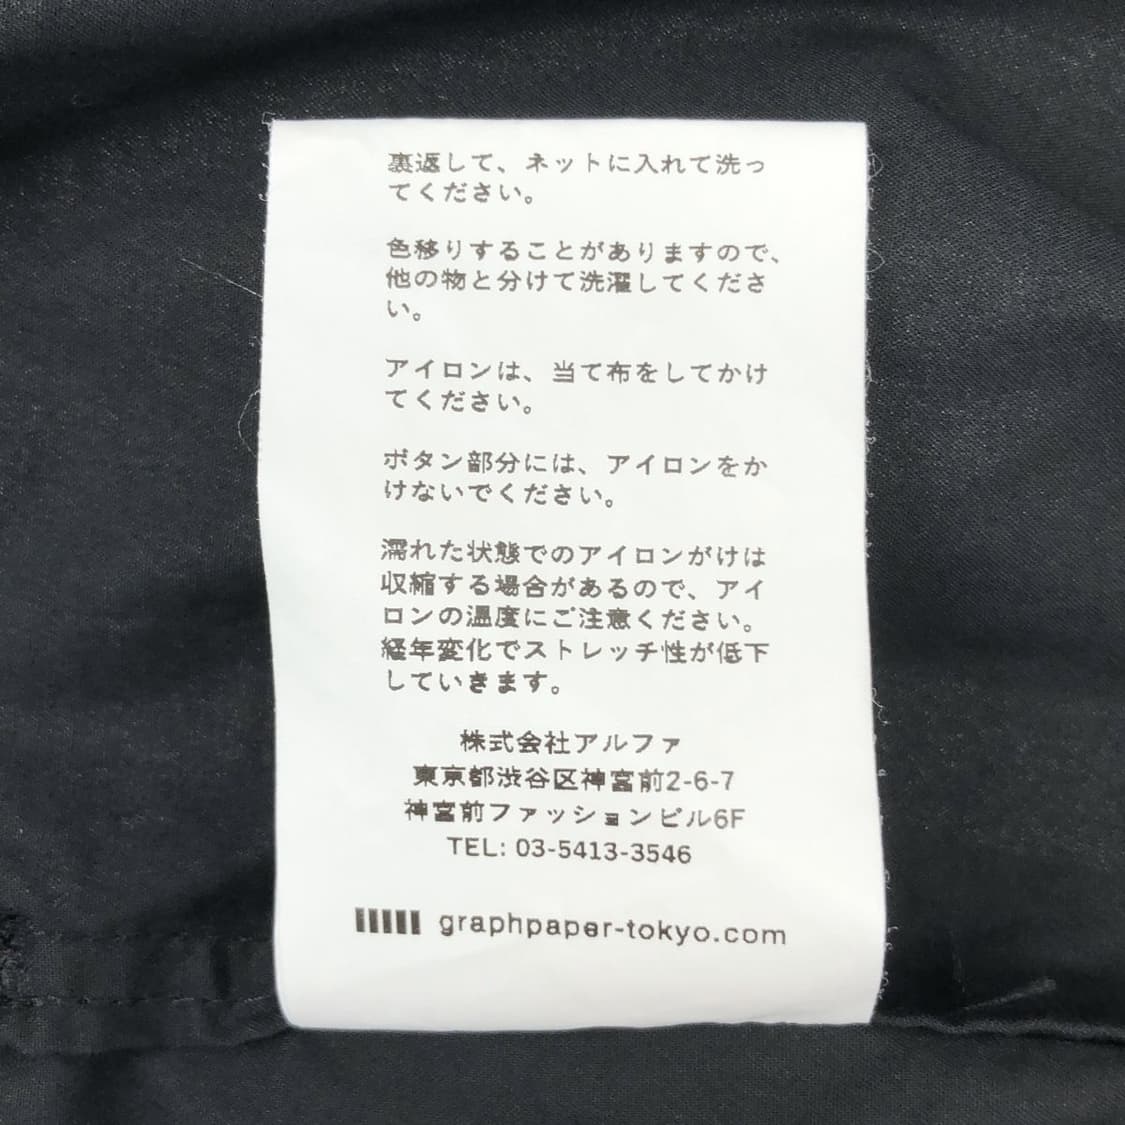 裏返して、ネットに入れて洗っ
てください。
色移りすることがありますので、
他の物と分けて洗濯してくださ
い。
アイロンは、当て布をしてかけ
てください。
ボタン部分には、アイロンをか
けないでください。
濡れた状態でのアイロンがけは
収縮する場合があるので、アイ
ロンの温度にご注意ください。
経年変化でストレッチ性が低下
していきます。
株式会社アルファ
東京都渋谷区神宮前2-6-7
神宮前ファッションビル6F
TEL: 03-5413-3546
graphpaper-tokyo.com